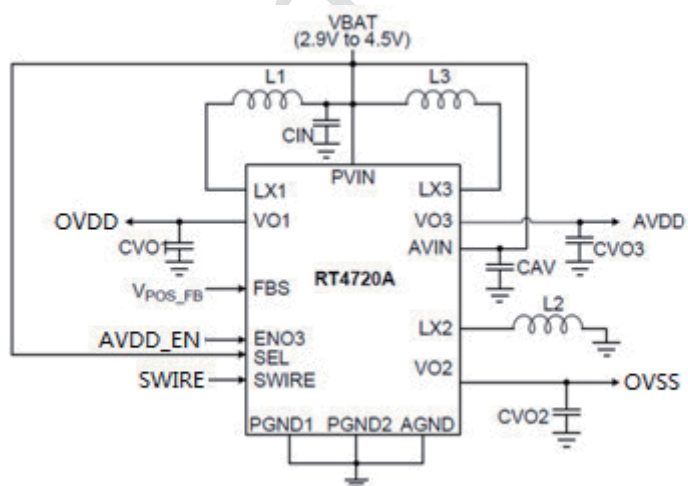 VBAT
(2.9V to 4.5V)
L1
L3
CIN
PVIN
LX1
LX3
OVDD
VO1
VO3
AVDD
CVO1
AVIN
CVO3
RT4720A
CAV
VPOS_FB
FBS
L2
LX2
AVDD_EN
ENO3
SEL
VO2
SWIRE
SWIRE
OVSS
CVO2
PGND1 PGND2 AGND